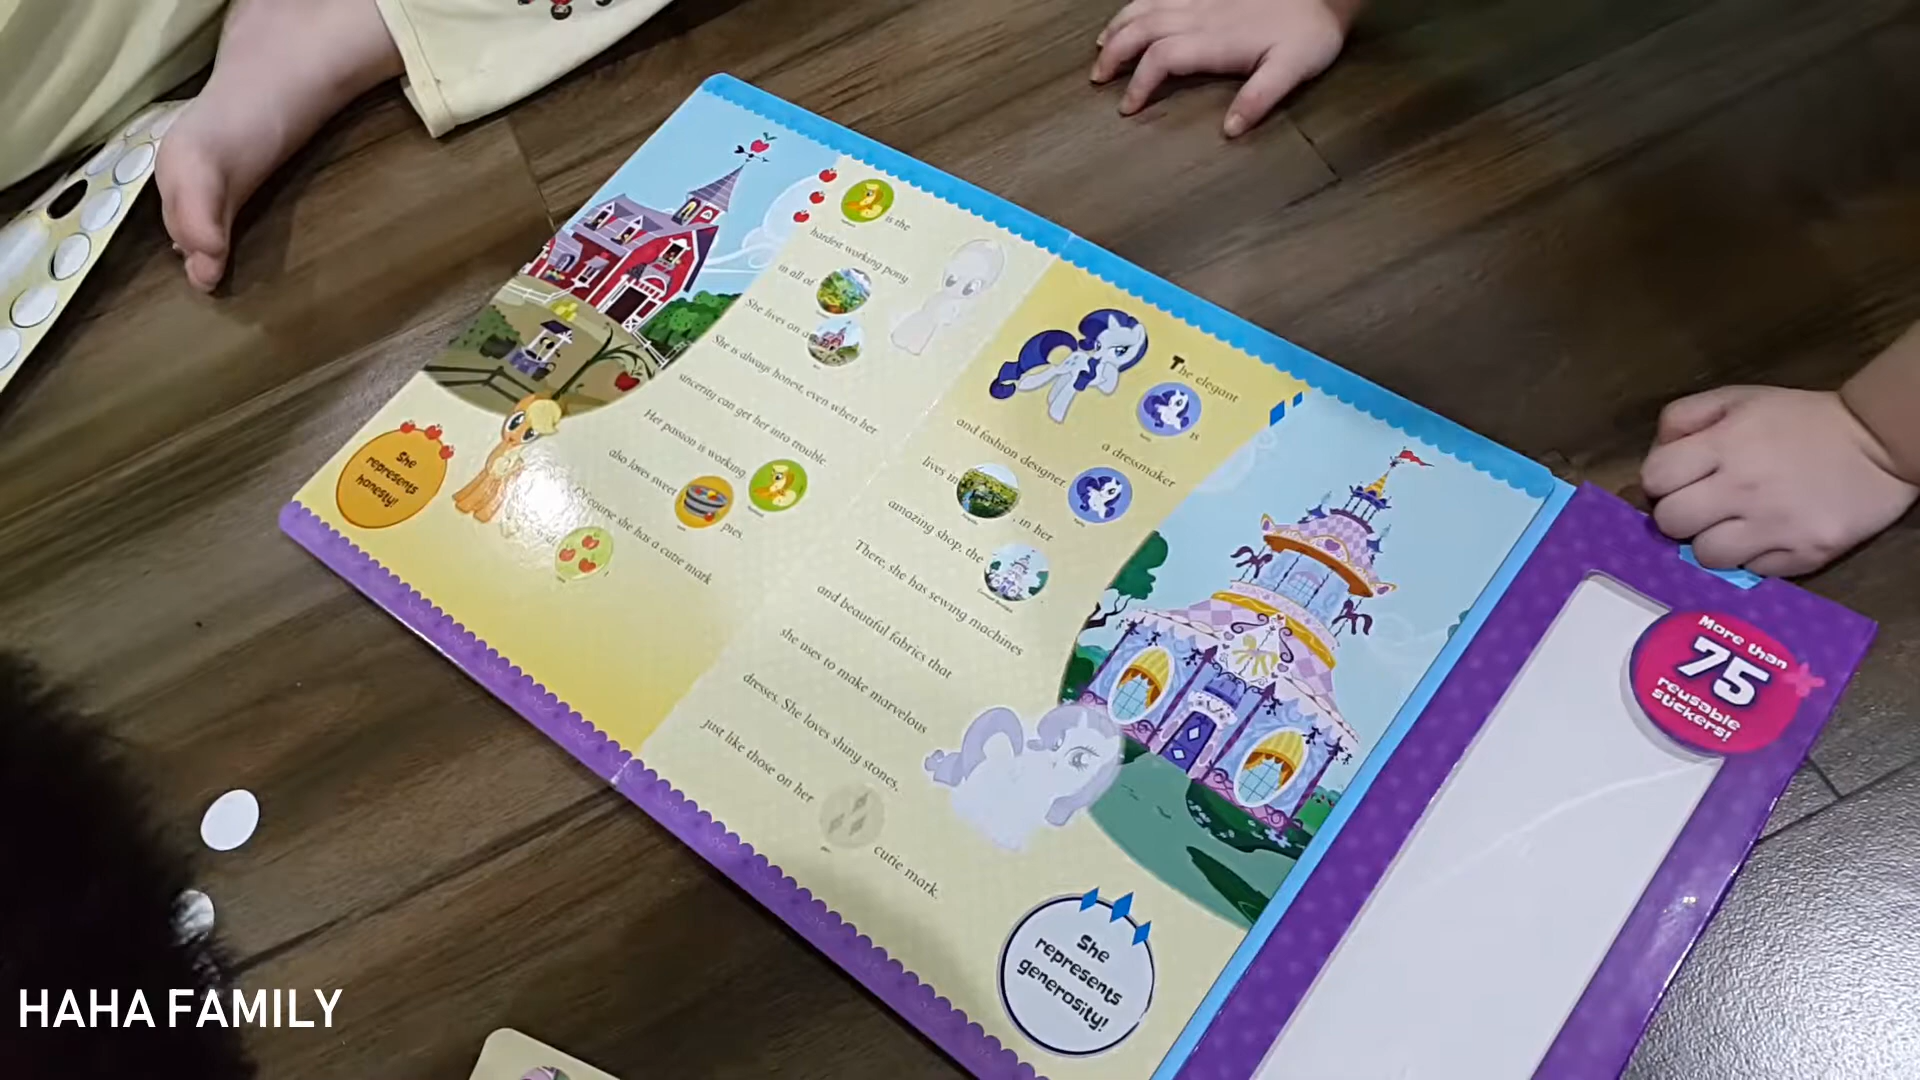 is the
hardest working pony
in all of
She lives on a
She is always honest, even when her
sincerity can get her into trouble.
Her passion is working.
also loves sweet
pies.
Of course she has a cutie mark
with
She
represents
honesty!
The elegant
is
a dressmaker
and fashion designer.
lives in
, in her
amazing shop, the
There, she has sewing machines
and beautiful fabrics that
she uses to make marvelous
dresses. She loves shiny stones,
just like those on her
cutie mark.
She
represents
generosity!
More than
75
reusable
stickers!
HAHA FAMILY